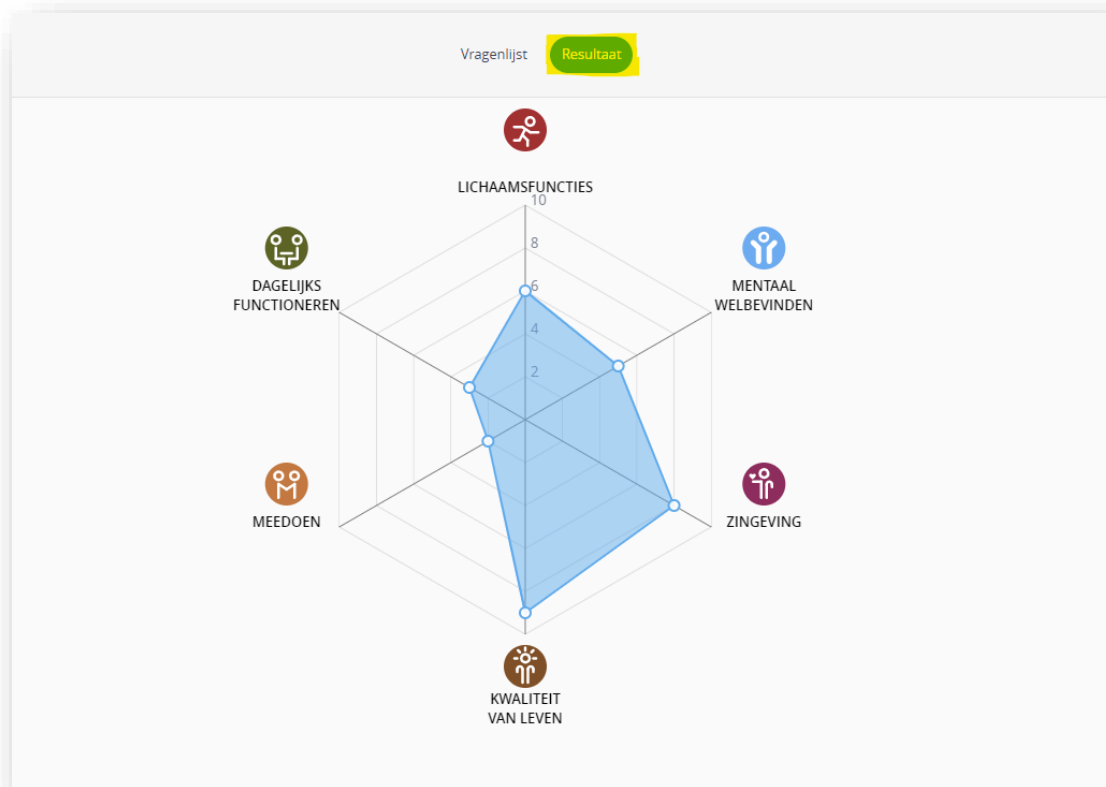 Vragenlijst
Resultaat
LICHAAMSFUNCTIES
10
8
6
4
2
DAGELIJKS
FUNCTIONEREN
MENTAAL
WELBEVINDEN
MEEDOEN
ZINGEVING
KWALITEIT
VAN LEVEN